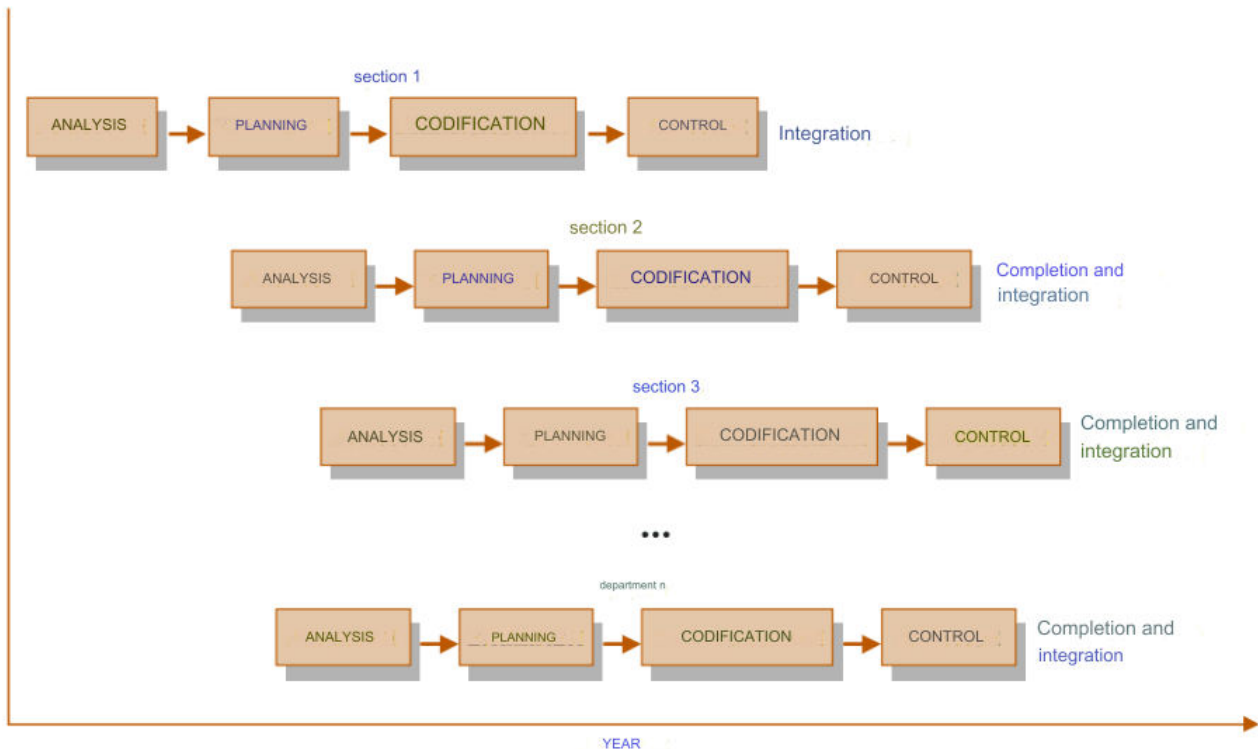 section 1
ANALYSIS
PLANNING
CODIFICATION
CONTROL
Integration
section 2
ANALYSIS
PLANNING
CODIFICATION
CONTROL
Completion and
integration
section 3
ANALYSIS
PLANNING
CODIFICATION
CONTROL
Completion and
integration
...
department n
ANALYSIS
PLANNING
CODIFICATION
CONTROL
Completion and
integration
YEAR